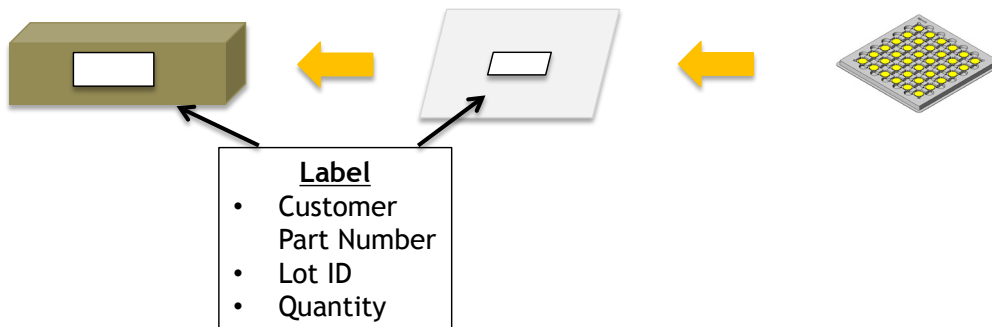 Label
• Customer
Part Number
• Lot ID
• Quantity